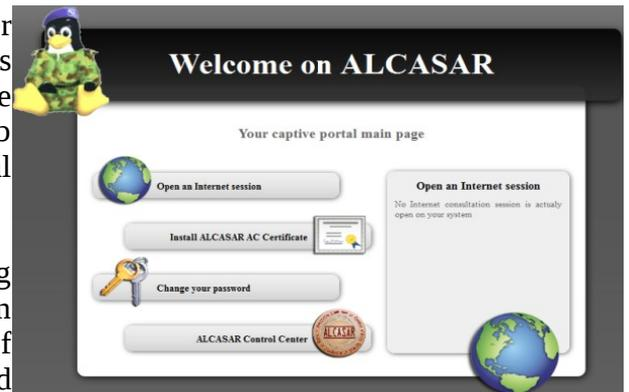 r
s
e
o
l
g
n
f
d
Welcome on ALCASAR
Your captive portal main page
Open an Internet session
Install ALCASAR AC Certificate
Change your password
ALCASAR Control Center
ALCASAR
Open an Internet session
No Internet consultation session is actualy
open on your system